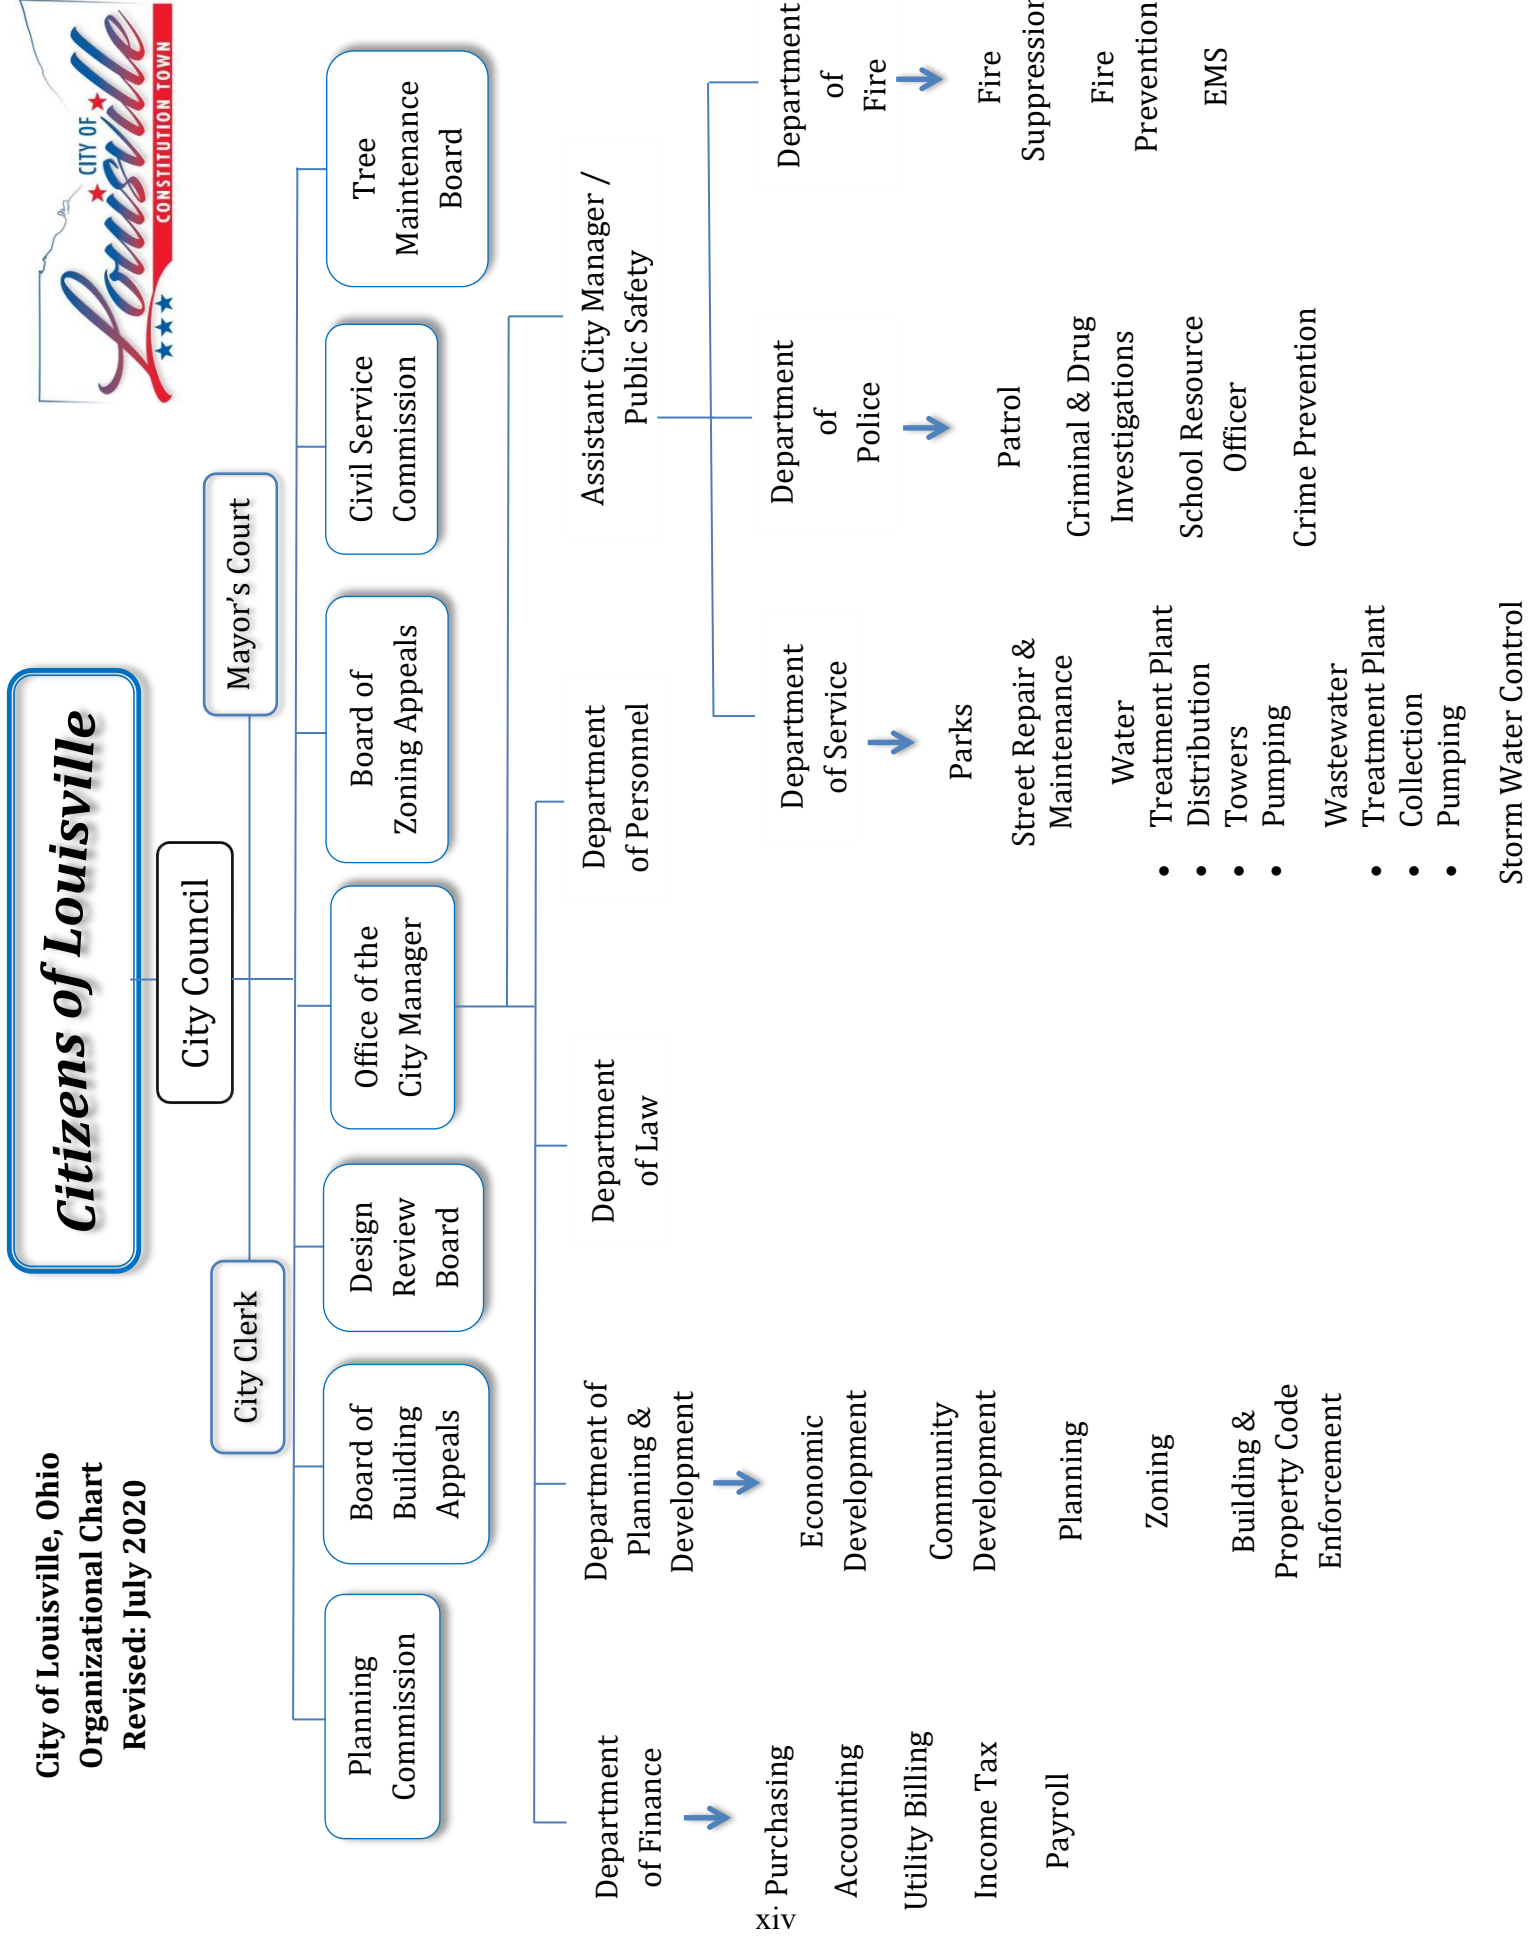 City of Louisville, Ohio
Organizational Chart
Revised: July 2020
Citizens of Louisville
CITY OF
Louisville
CONSTITUTION TOWN
City Council
City Clerk
Mayor’s Court
Planning
Commission
Board of
Building
Appeals
Design
Review
Board
Office of the
City Manager
Board of
Zoning Appeals
Civil Service
Commission
Tree
Maintenance
Board
Assistant City Manager /
Public Safety
Department
of Finance
Purchasing
Accounting
Utility Billing
Income Tax
Payroll
Department of
Planning &
Development
Economic
Development
Community
Development
Planning
Zoning
Building &
Property Code
Enforcement
Department
of Law
Department
of Personnel
Department
of Service
Parks
Street Repair &
Maintenance
Water
• Treatment Plant
• Distribution
• Towers
• Pumping
Wastewater
• Treatment Plant
• Collection
• Pumping
Storm Water Control
Department
of
Police
Patrol
Criminal & Drug
Investigations
School Resource
Officer
Crime Prevention
Department
of
Fire
Fire
Suppression
Fire
Prevention
EMS
xiv